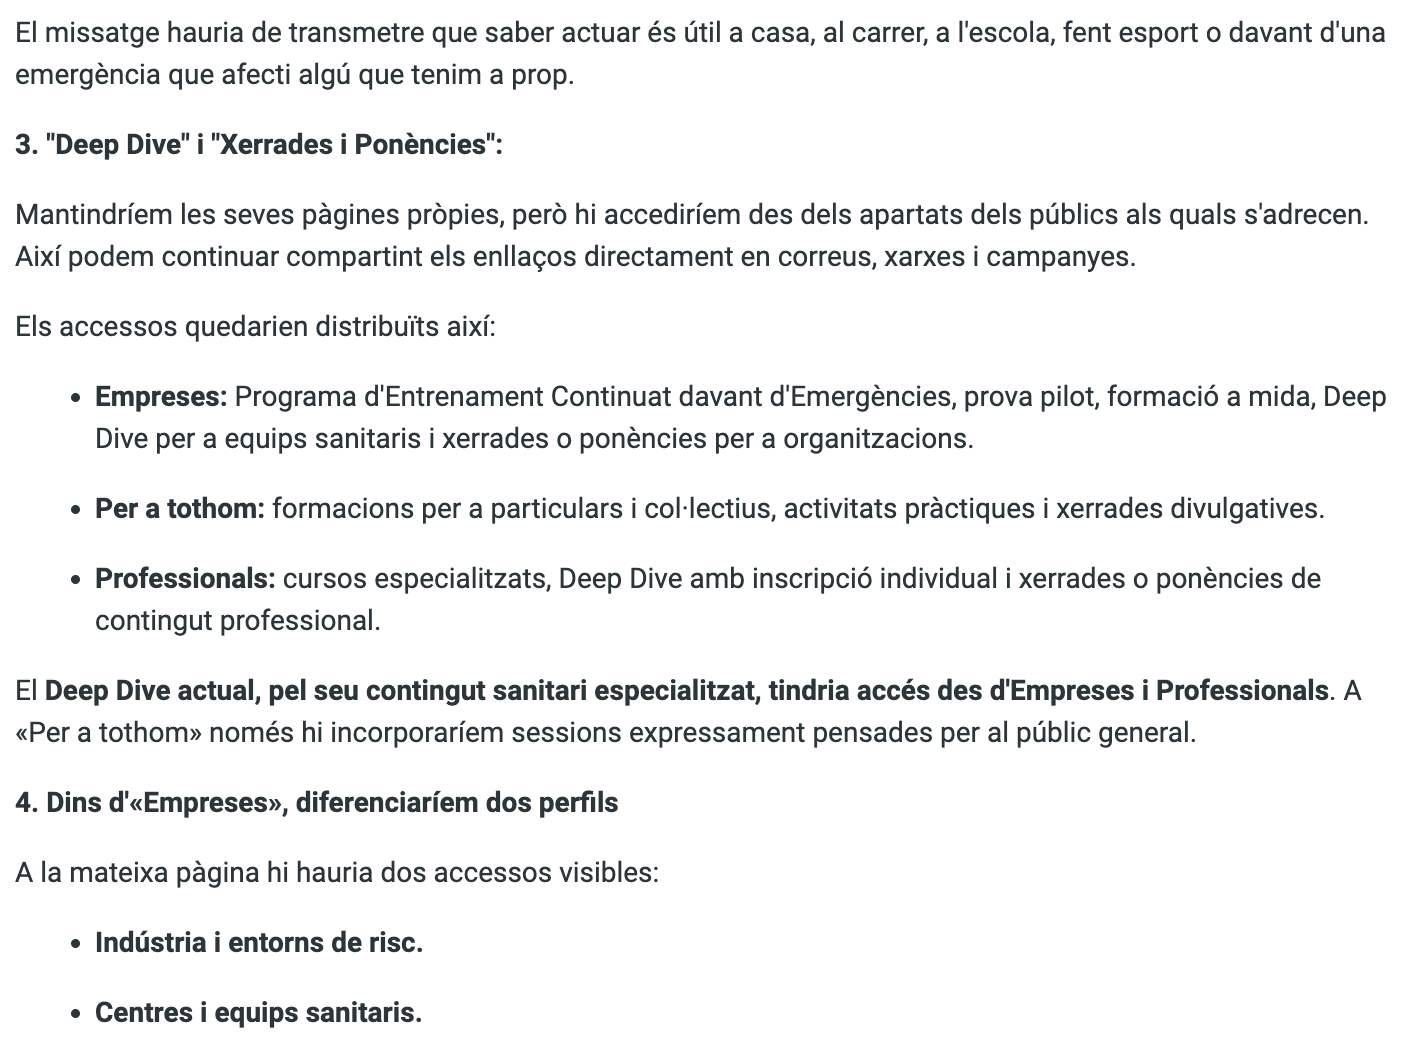 El missatge hauria de transmetre que saber actuar és útil a casa, al carrer, a l'escola, fent esport o davant d'una
emergència que afecti algú que tenim a prop.
3. "Deep Dive" i "Xerrades i Ponències":
Mantindríem les seves pàgines pròpies, però hi accediríem des dels apartats dels públics als quals s'adrecen.
Així podem continuar compartint els enllaços directament en correus, xarxes i campanyes.
Els accessos quedarien distribuïts així:
• Empreses: Programa d'Entrenament Continuat davant d'Emergències, prova pilot, formació a mida, Deep
Dive per a equips sanitaris i xerrades o ponències per a organitzacions.
• Per a tothom: formacions per a particulars i col·lectius, activitats pràctiques i xerrades divulgatives.
• Professionals: cursos especialitzats, Deep Dive amb inscripció individual i xerrades o ponències de
contingut professional.
El Deep Dive actual, pel seu contingut sanitari especialitzat, tindria accés des d'Empreses i Professionals. A
«Per a tothom» només hi incorporaríem sessions expressament pensades per al públic general.
4. Dins d'«Empreses», diferenciaríem dos perfils
A la mateixa pàgina hi hauria dos accessos visibles:
• Indústria i entorns de risc.
• Centres i equips sanitaris.